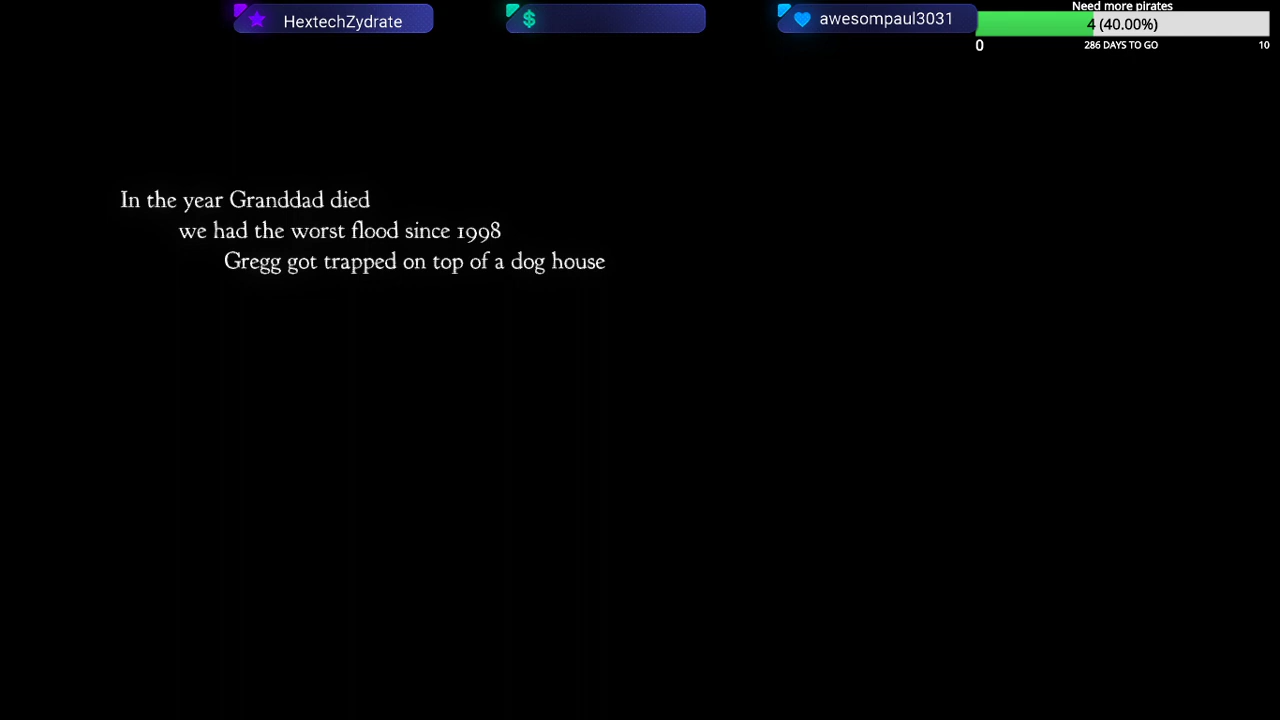 HextechZydrate
$
awesompaul3031
Need more pirates
4 (40.00%)
0
286 DAYS TO GO
10
In the year Granddad died
we had the worst flood since 1998
Gregg got trapped on top of a dog house